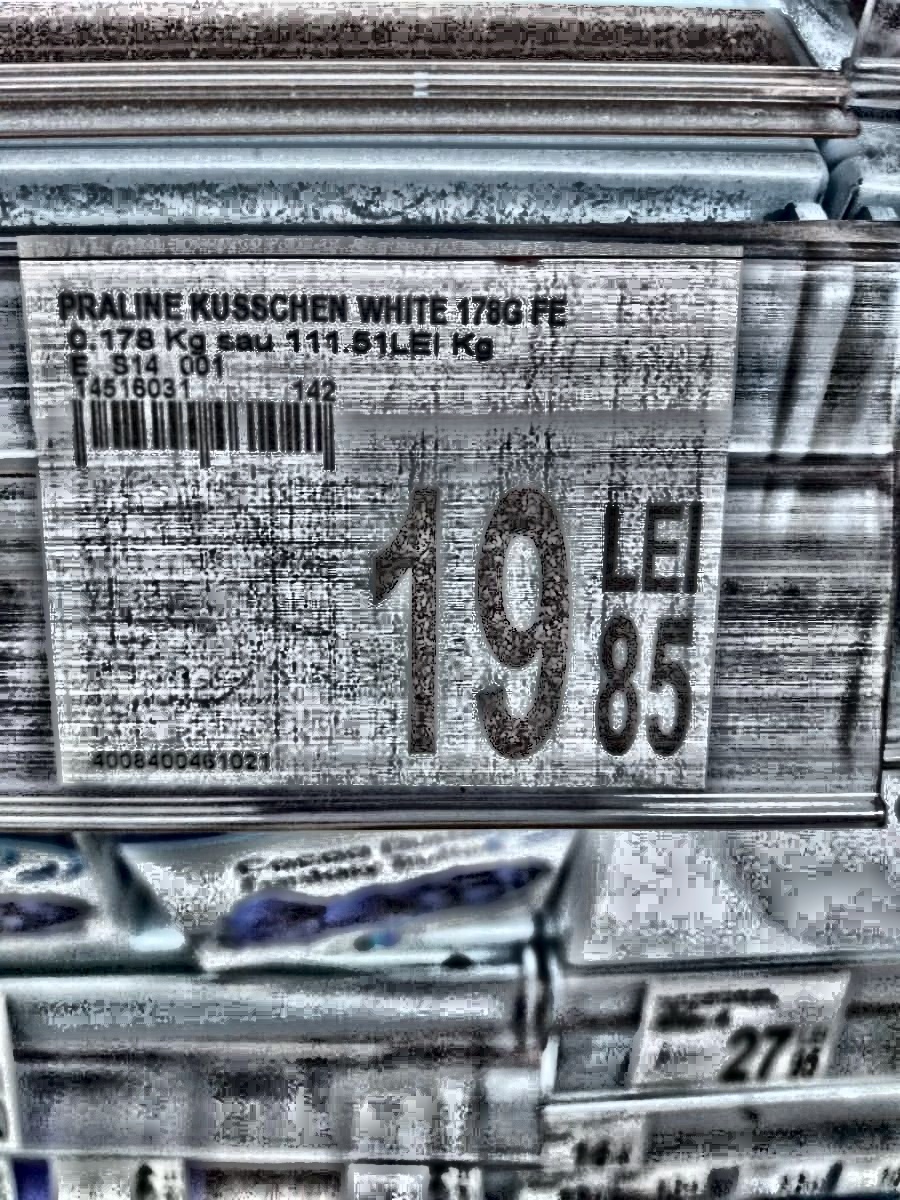 PRALINE KUSSCHEN WHITE 178G FE
0.178 Kg sau 111.51LEI Kg
E S14 001
14516031 142
19 LEI 85
4008400461021
27